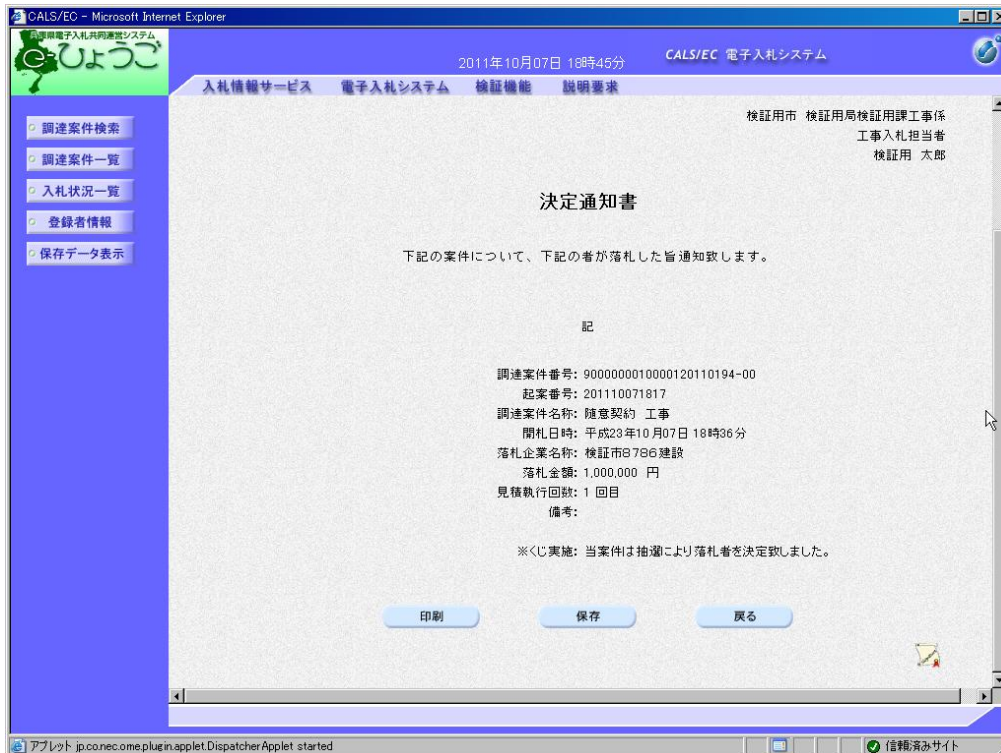 CALS/EC - Microsoft Internet Explorer
兵庫県電子入札共同運営システム
e-ひょうご
2011年10月07日 18時45分
CALS/EC 電子入札システム
入札情報サービス 電子入札システム 検証機能 説明要求
調達案件検索
調達案件一覧
入札状況一覧
登録者情報
保存データ表示
検証用市 検証用局検証用課工事係
工事入札担当者
検証用 太郎
決定通知書
下記の案件について、下記の者が落札した旨通知致します。
記
調達案件番号: 9000000010000120110194-00
起案番号: 201110071817
調達案件名称: 随意契約 工事
開札日時: 平成23年10月07日 18時36分
落札企業名称: 検証市8786建設
落札金額: 1,000,000 円
見積執行回数: 1 回目
備考:
※くじ実施: 当案件は抽選により落札者を決定致しました。
印刷 保存 戻る
アプレット jp.co.nec.ome.plugin.applet.DispatcherApplet started
信頼済みサイト